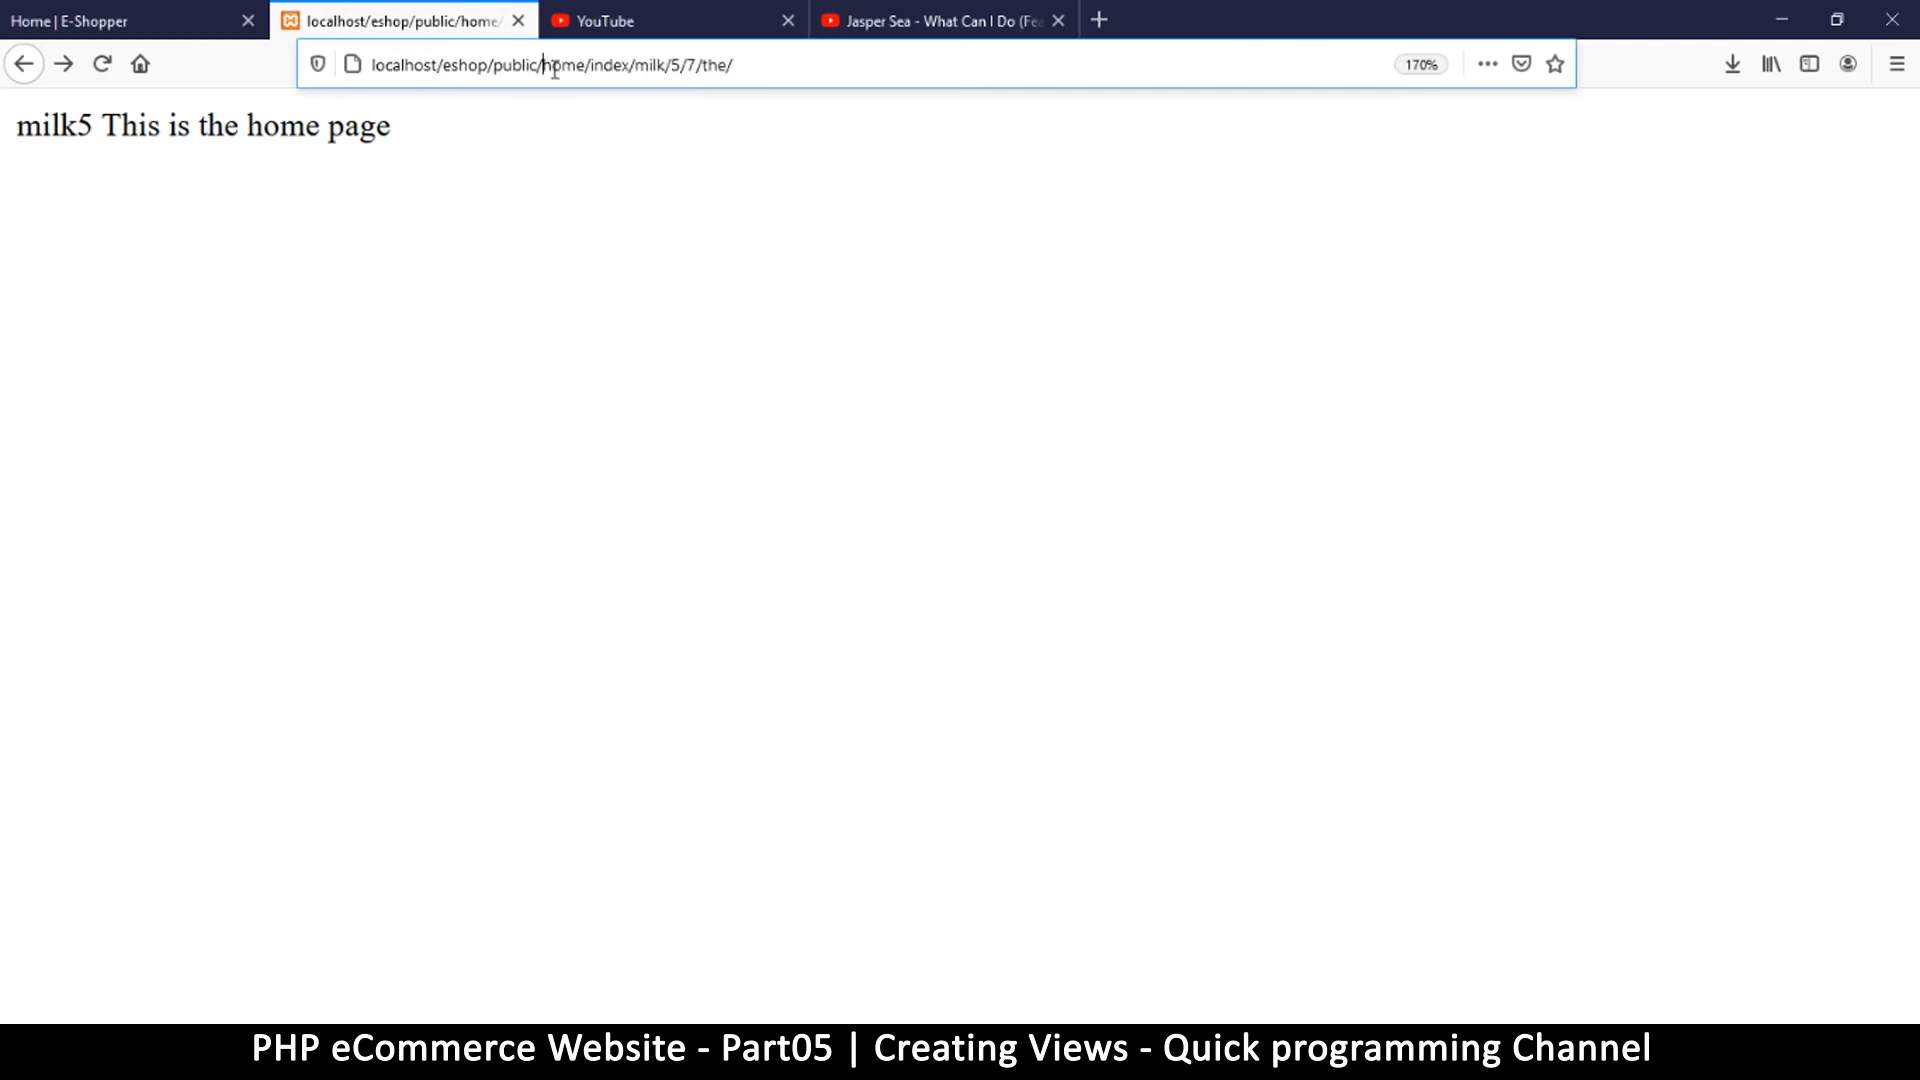 Home | E-Shopper
localhost/eshop/public/home/
YouTube
Jasper Sea - What Can I Do (Fea
localhost/eshop/public/home/index/milk/5/7/the/
170%
milk5 This is the home page
PHP eCommerce Website - Part05 | Creating Views - Quick programming Channel